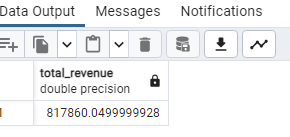 Data Output Messages Notifications
total_revenue
double precision
1 817860.0499999928